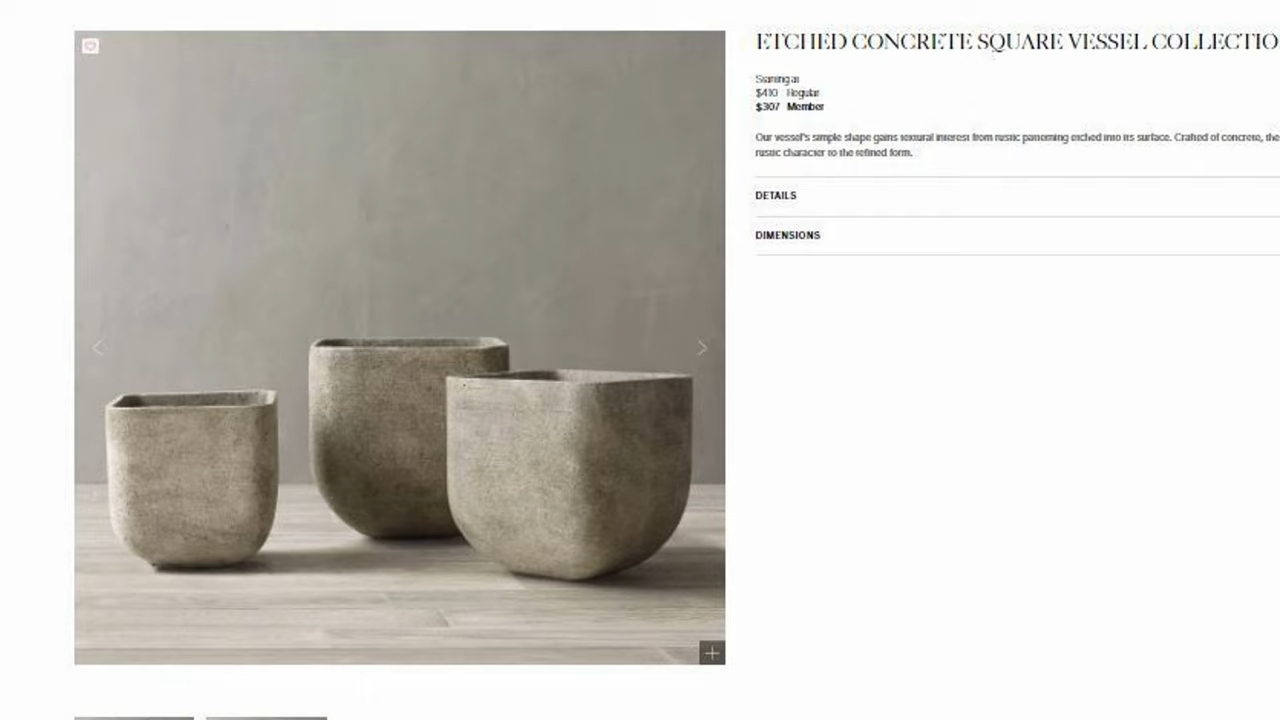 ETCHED CONCRETE SQUARE VESSEL COLLECTIO
Starting at
$410 Regular
$307 Member
Our vessel's simple shape gains textural interest from rustic patterning etched into its surface. Crafted of concrete, the
rustic character to the refined form.
DETAILS
DIMENSIONS